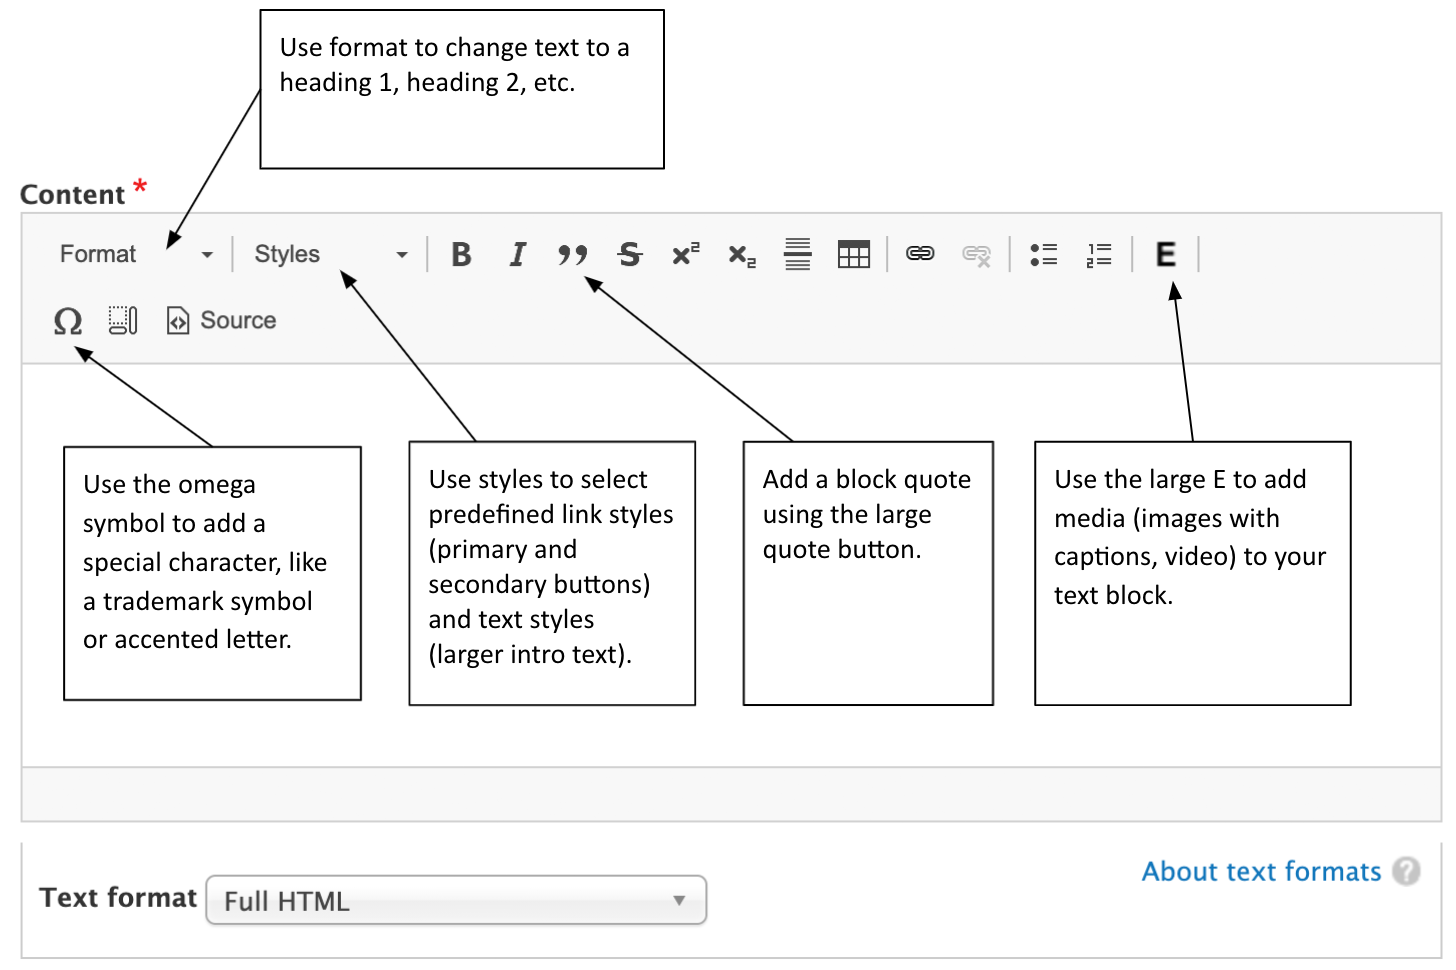 Use format to change text to a
heading 1, heading 2, etc.
Content *
Format Styles B I ❞ S x² x₂ E
Ω Source
Use the omega
symbol to add a
special character, like
a trademark symbol
or accented letter.
Use styles to select
predefined link styles
(primary and
secondary buttons)
and text styles
(larger intro text).
Add a block quote
using the large
quote button.
Use the large E to add
media (images with
captions, video) to your
text block.
About text formats ?
Text format Full HTML